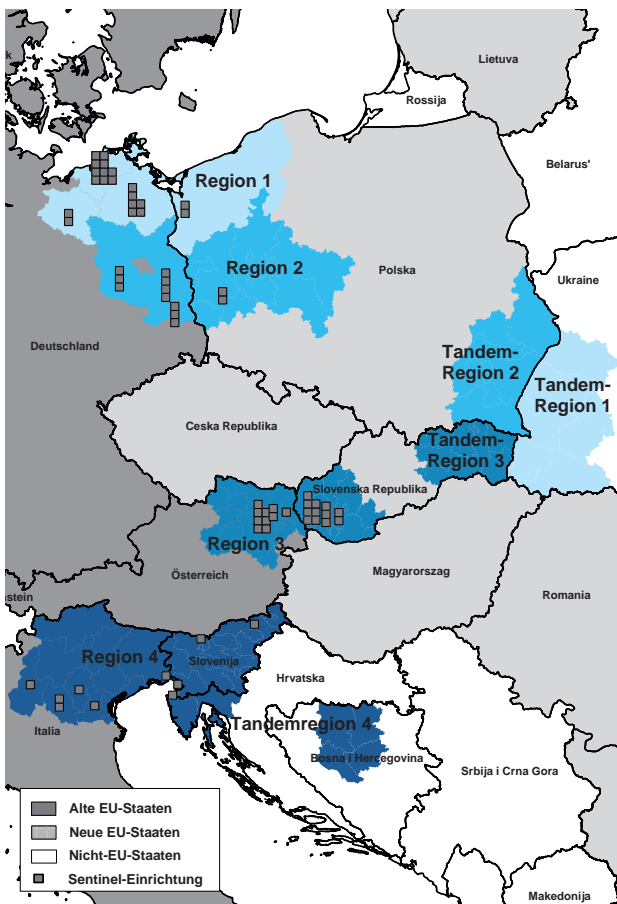 k
Lietuva
Rossija
Belarus'
Region 1
Region 2
Polska
Ukraine
Deutschland
Tandem-
Region 2
Tandem-
Region 1
Ceska Republika
Tandem-
Region 3
Slovenska Republika
Region 3
Österreich
Magyarorszag
Romania
nstein
Region 4
Slovenija
Hrvatska
Tandemregion 4
Italia
Bosna i Hercegovina
Srbija i Crna Gora
Makedonija
Alte EU-Staaten
Neue EU-Staaten
Nicht-EU-Staaten
Sentinel-Einrichtung